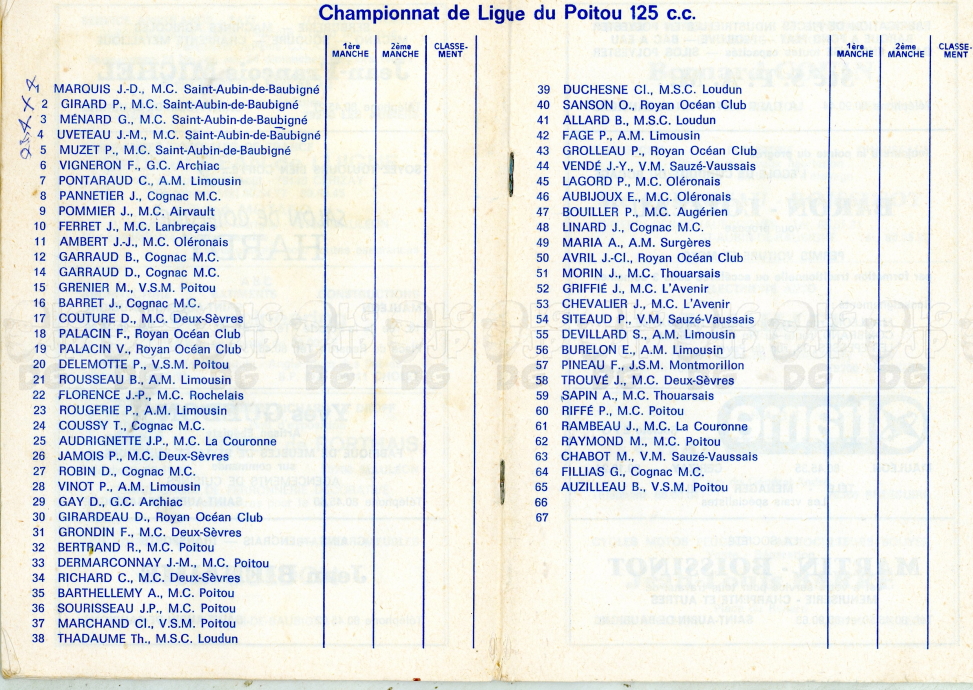 Championnat de Ligue du Poitou 125 c.c.
1ère MANCHE 2ème MANCHE CLASSE-MENT
MARQUIS J.-D., M.C. Saint-Aubin-de-Baubigné
2 GIRARD P., M.C. Saint-Aubin-de-Baubigné
3 MÉNARD G., M.C. Saint-Aubin-de-Baubigné
4 UVETEAU J.-M., M.C. Saint-Aubin-de-Baubigné
5 MUZET P., M.C. Saint-Aubin-de-Baubigné
6 VIGNERON F., G.C. Archiac
7 PONTARAUD C., A.M. Limousin
8 PANNETIER J., Cognac M.C.
9 POMMIER J., M.C. Airvault
10 FERRET J., M.C. Lanbreçais
11 AMBERT J.-J., M.C. Oléronais
12 GARRAUD B., Cognac M.C.
14 GARRAUD D., Cognac M.C.
15 GRENIER M., V.S.M. Poitou
16 BARRET J., Cognac M.C.
17 COUTURE D., M.C. Deux-Sèvres
18 PALACIN F., Royan Océan Club
19 PALACIN V., Royan Océan Club
20 DELEMOTTE P., V.S.M. Poitou
21 ROUSSEAU B., A.M. Limousin
22 FLORENCE J.-P., M.C. Rochelais
23 ROUGERIE P., A.M. Limousin
24 COUSSY T., Cognac M.C.
25 AUDRIGNETTE J.P., M.C. La Couronne
26 JAMOIS P., M.C. Deux-Sèvres
27 ROBIN D., Cognac M.C.
28 VINOT P., A.M. Limousin
29 GAY D., G.C. Archiac
30 GIRARDEAU D., Royan Océan Club
31 GRONDIN F., M.C. Deux-Sèvres
32 BERTRAND R., M.C. Poitou
33 DERMARCONNAY J.-M., M.C. Poitou
34 RICHARD C., M.C. Deux-Sèvres
35 BARTHELLEMY A., M.C. Poitou
36 SOURISSEAU J.P., M.C. Poitou
37 MARCHAND Cl., V.S.M. Poitou
38 THADAUME Th., M.S.C. Loudun
1ère MANCHE 2ème MANCHE CLASSE-MENT
39 DUCHESNE Cl., M.S.C. Loudun
40 SANSON O., Royan Océan Club
41 ALLARD B., M.S.C. Loudun
42 FAGE P., A.M. Limousin
43 GROLLEAU P., Royan Océan Club
44 VENDÉ J.-Y., V.M. Sauzé-Vaussais
45 LAGORD P., M.C. Oléronais
46 AUBIJOUX E., M.C. Oléronais
47 BOUILLER P., M.C. Augérien
48 LINARD J., Cognac M.C.
49 MARIA A., A.M. Surgères
50 AVRIL J.-Cl., Royan Océan Club
51 MORIN J., M.C. Thouarsais
52 GRIFFIÉ J., M.C. L'Avenir
53 CHEVALIER J., M.C. L'Avenir
54 SITEAUD P., V.M. Sauzé-Vaussais
55 DEVILLARD S., A.M. Limousin
56 BURELON E., A.M. Limousin
57 PINEAU F., J.S.M. Montmorillon
58 TROUVÉ J., M.C. Deux-Sèvres
59 SAPIN A., M.C. Thouarsais
60 RIFFÉ P., M.C. Poitou
61 RAMBEAU J., M.C. La Couronne
62 RAYMOND M., M.C. Poitou
63 CHABOT M., V.M. Sauzé-Vaussais
64 FILLIAS G., Cognac M.C.
65 AUZILLEAU B., V.S.M. Poitou
66
67